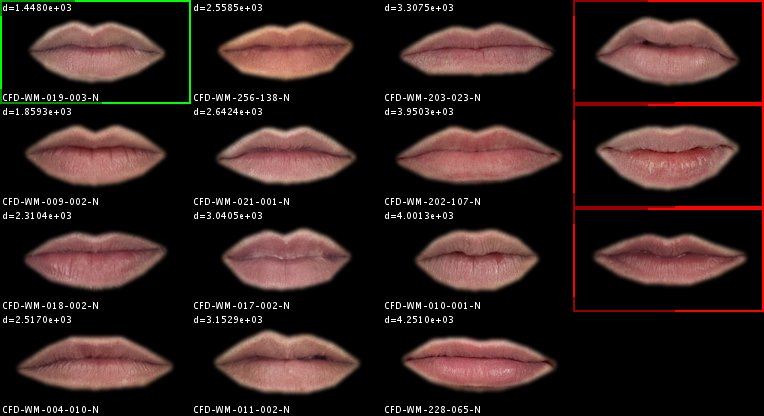 d=1.4480e+03
CFD-WM-019-003-N
d=2.5585e+03
CFD-WM-256-138-N
d=3.3075e+03
CFD-WM-203-023-N
d=1.8593e+03
CFD-WM-009-002-N
d=2.6424e+03
CFD-WM-021-001-N
d=3.9503e+03
CFD-WM-202-107-N
d=2.3104e+03
CFD-WM-018-002-N
d=3.0405e+03
CFD-WM-017-002-N
d=4.0013e+03
CFD-WM-010-001-N
d=2.5170e+03
CFD-WM-004-010-N
d=3.1529e+03
CFD-WM-011-002-N
d=4.2510e+03
CFD-WM-228-065-N